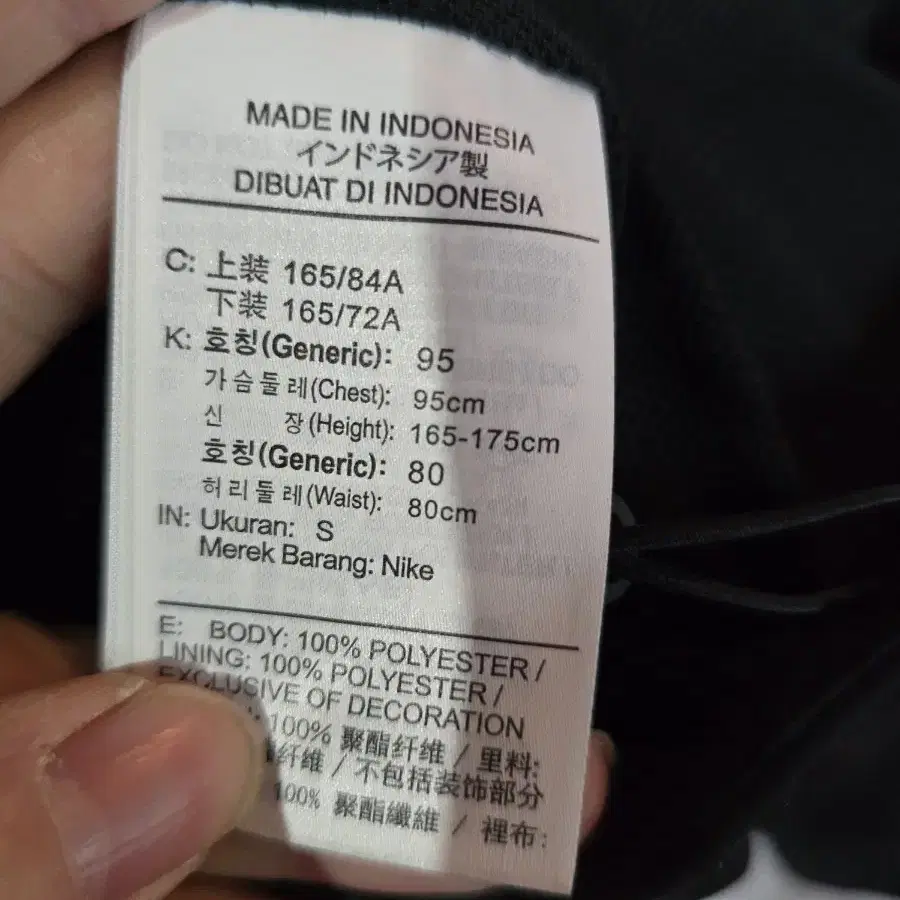 MADE IN INDONESIA
インドネシア製
DIBUAT DI INDONESIA
C: 上装 165/84A
下装 165/72A
K: 호칭(Generic): 95
가슴둘레(Chest): 95cm
신 장(Height): 165-175cm
호칭(Generic): 80
허리둘레(Waist): 80cm
IN: Ukuran: S
Merek Barang: Nike
E: BODY: 100% POLYESTER /
LINING: 100% POLYESTER /
EXCLUSIVE OF DECORATION
100% 聚酯纤维 / 里料:
纤维 / 不包括装饰部分
100% 聚酯纖維 / 裡布: